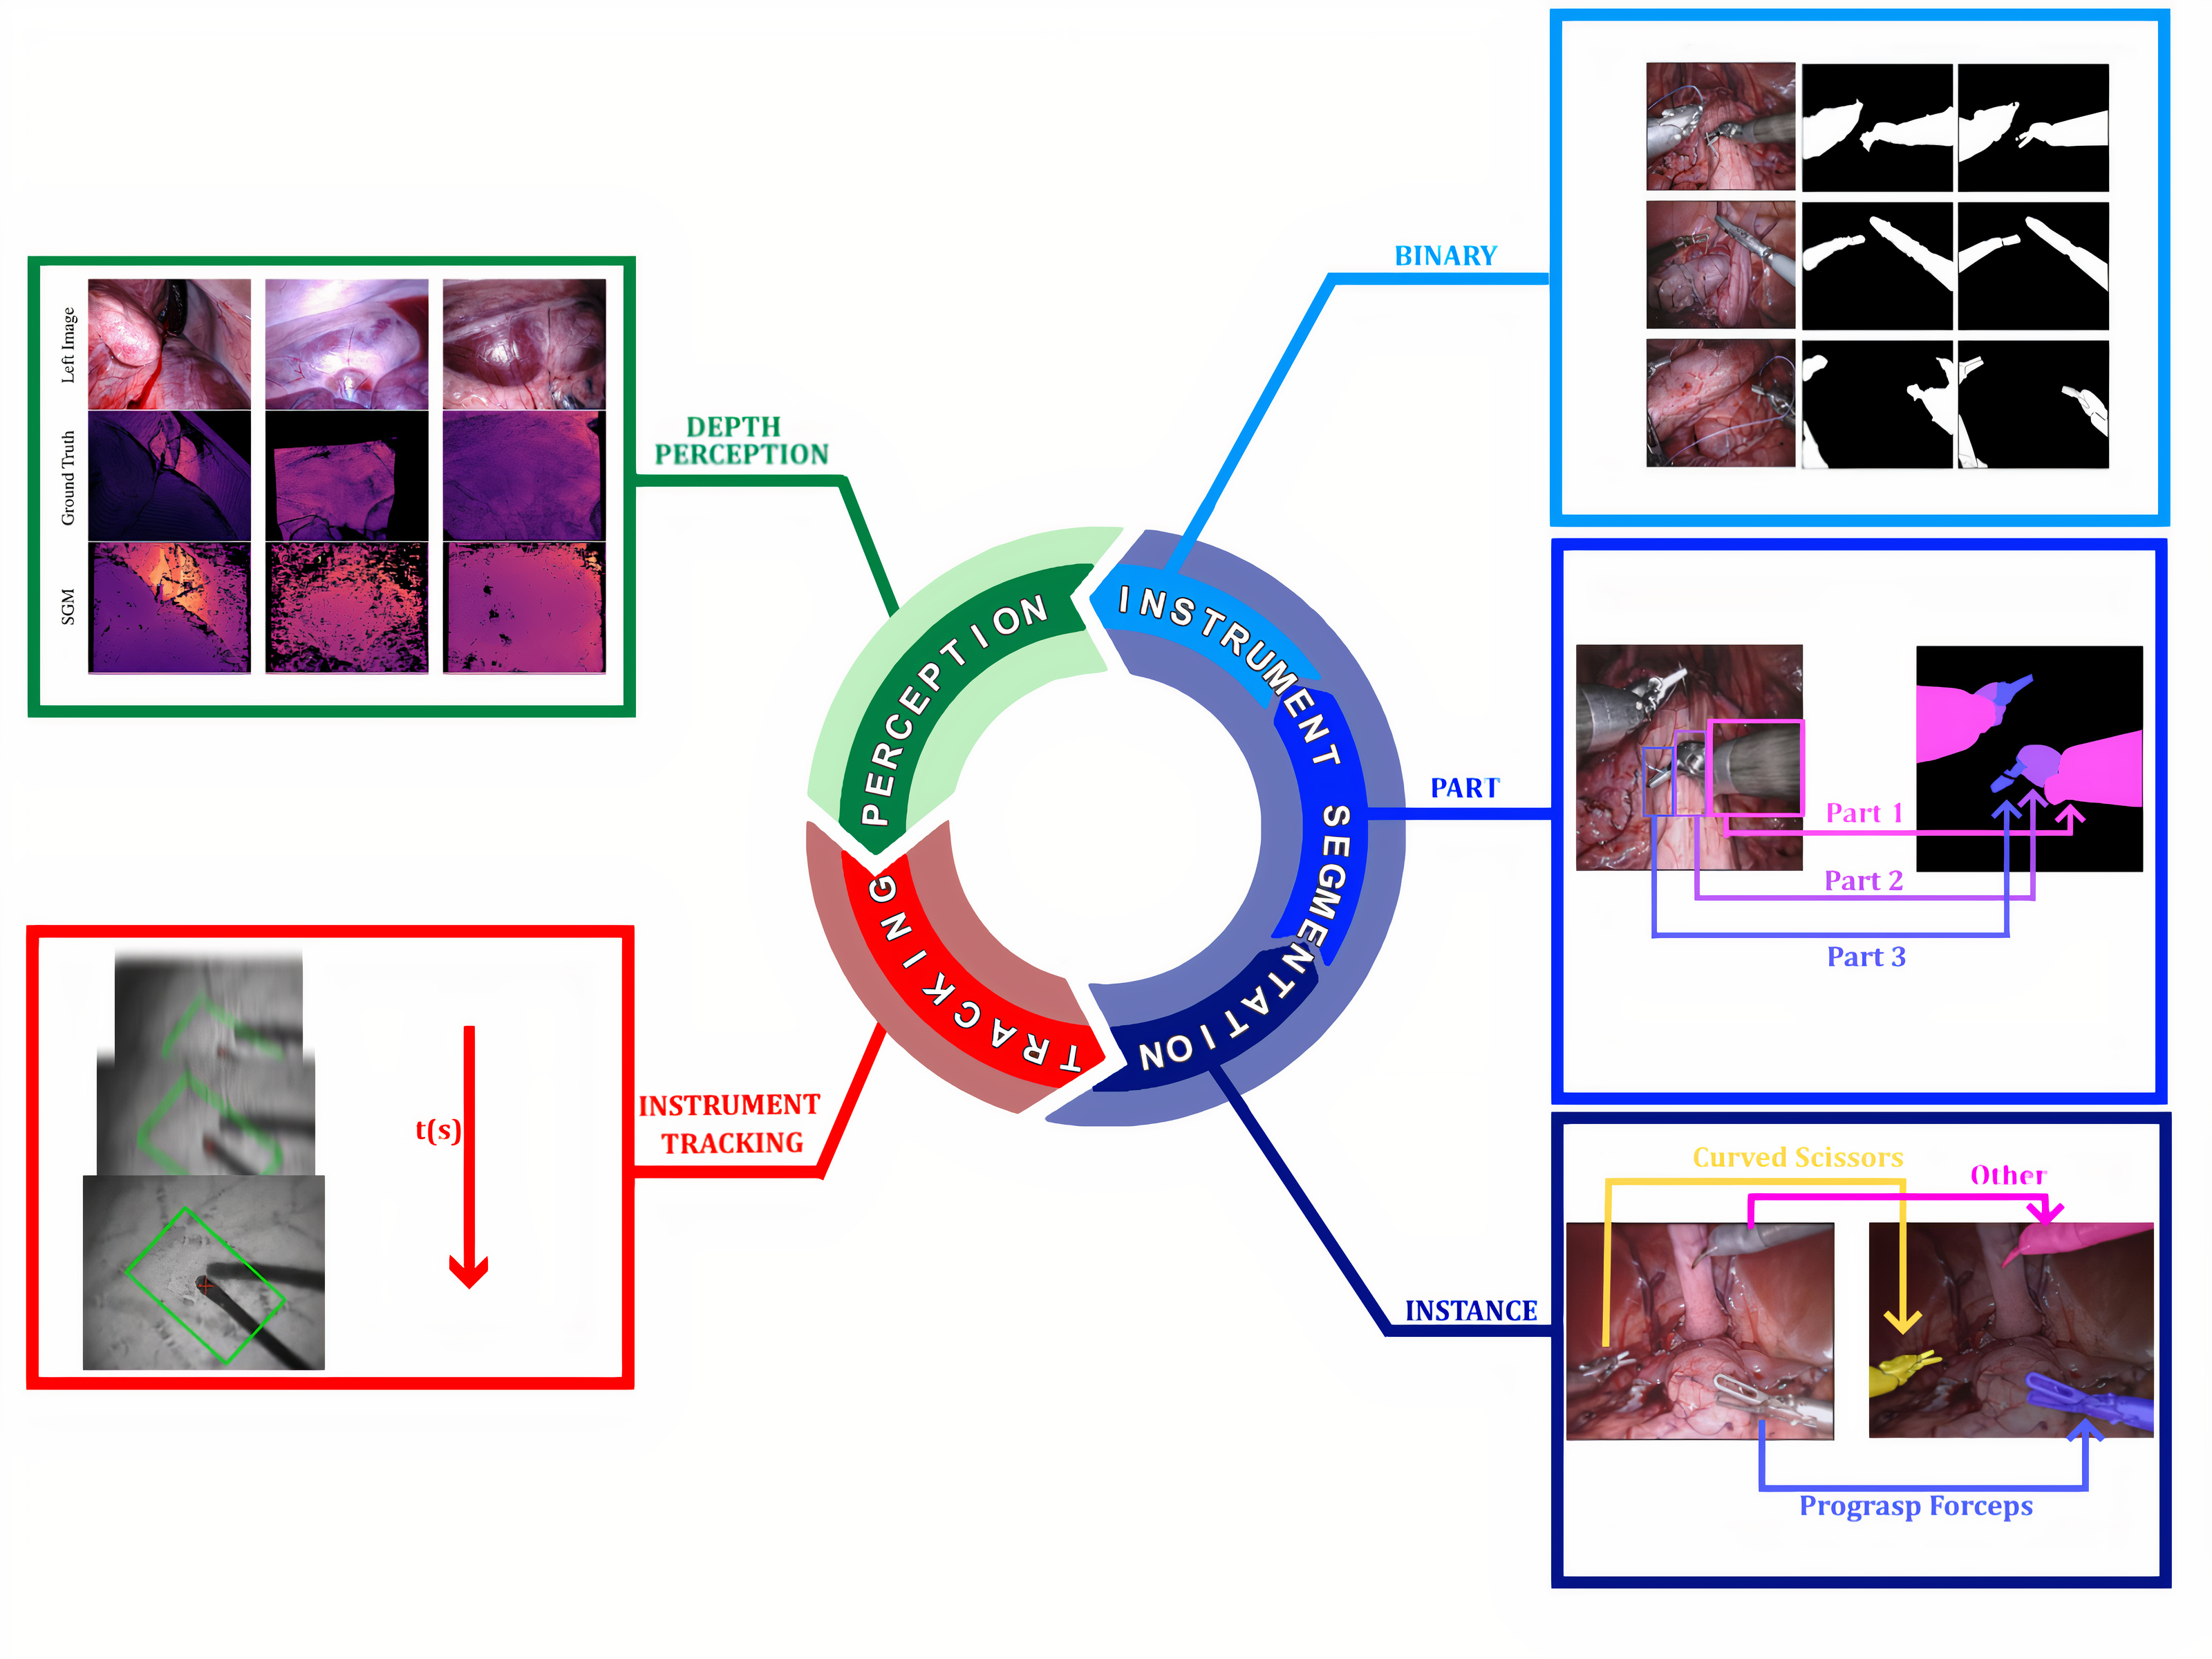 BINARY
Left Image
Ground Truth
SGM
DEPTH
PERCEPTION
PERCEPTION
INSTRUMENT SEGMENTATION
TRACKING
PART
Part 1
Part 2
Part 3
t(s)
INSTRUMENT
TRACKING
INSTANCE
Curved Scissors
Other
Prograsp Forceps